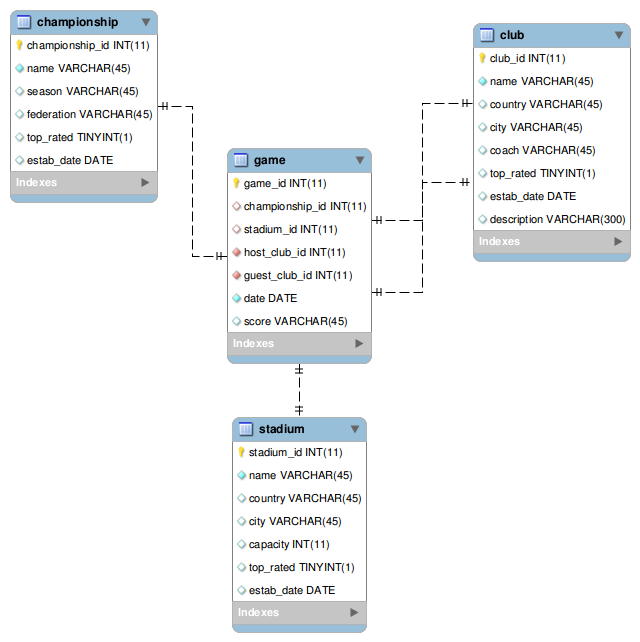 championship
championship_id INT(11)
name VARCHAR(45)
season VARCHAR(45)
federation VARCHAR(45)
top_rated TINYINT(1)
estab_date DATE
Indexes
club
club_id INT(11)
name VARCHAR(45)
country VARCHAR(45)
city VARCHAR(45)
coach VARCHAR(45)
top_rated TINYINT(1)
estab_date DATE
description VARCHAR(300)
Indexes
game
game_id INT(11)
championship_id INT(11)
stadium_id INT(11)
host_club_id INT(11)
guest_club_id INT(11)
date DATE
score VARCHAR(45)
Indexes
stadium
stadium_id INT(11)
name VARCHAR(45)
country VARCHAR(45)
city VARCHAR(45)
capacity INT(11)
top_rated TINYINT(1)
estab_date DATE
Indexes